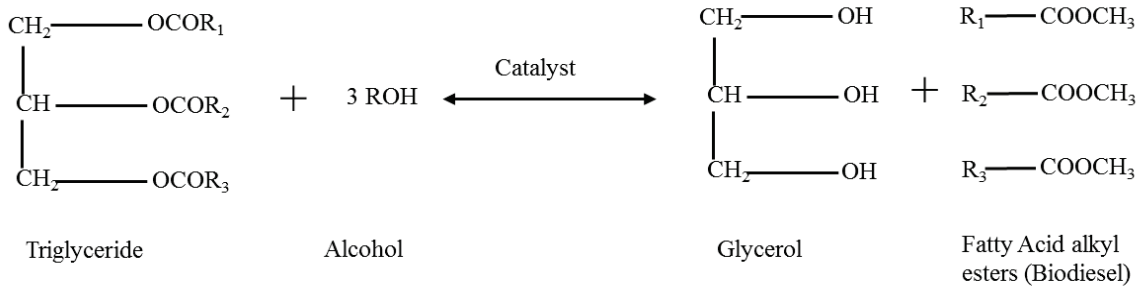 CH₂ OCOR₁
CH OCOR₂
CH₂ OCOR₃
Triglyceride
+
3 ROH
Alcohol
Catalyst
CH₂ OH
CH OH
CH₂ OH
Glycerol
+
R₁ COOCH₃
R₂ COOCH₃
R₃ COOCH₃
Fatty Acid alkyl
esters (Biodiesel)